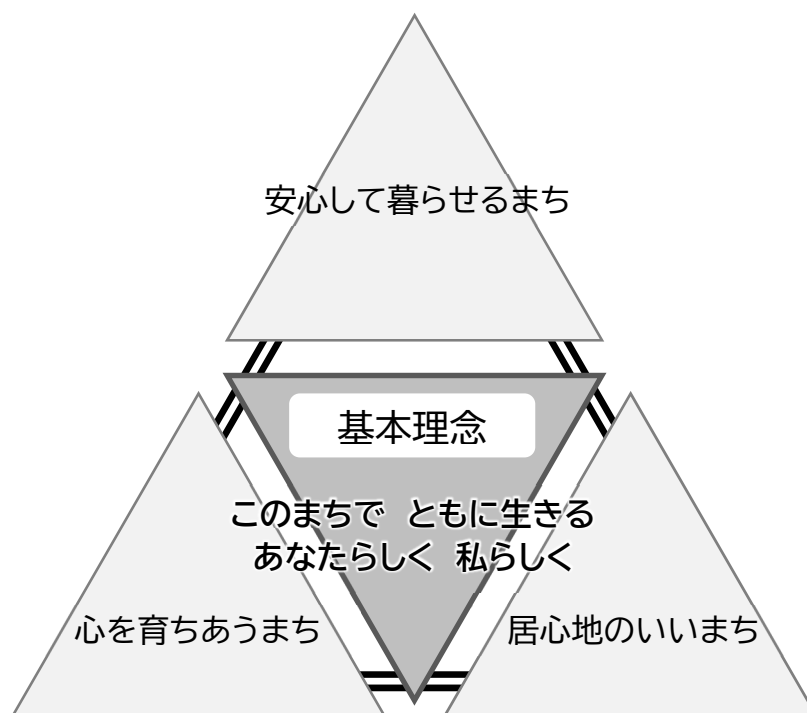 安心して暮らせるまち
基本理念
このまちで ともに生きる
あなたらしく 私らしく
心を育ちあうまち
居心地のいいまち